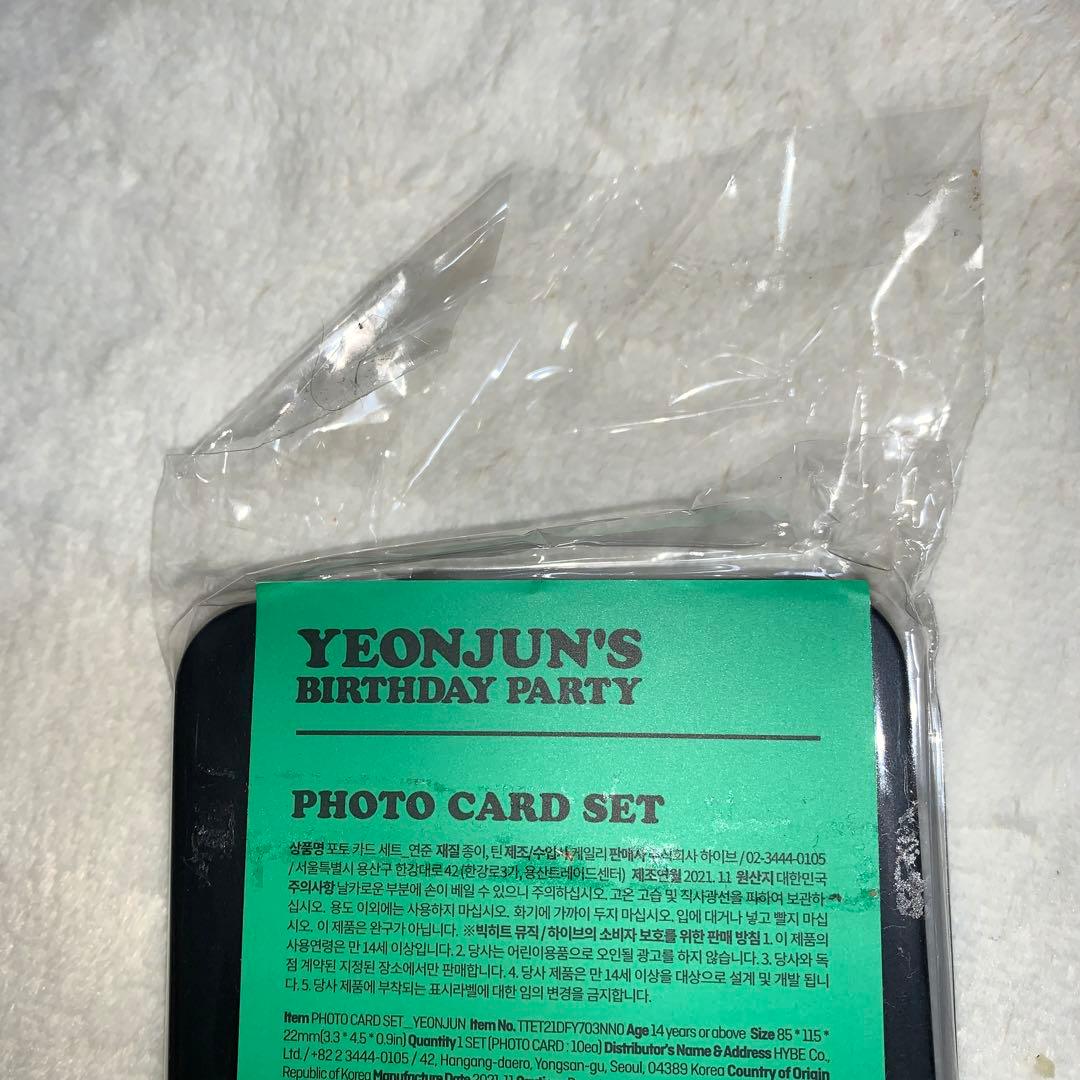 YEONJUN'S
BIRTHDAY PARTY
PHOTO CARD SET
상품명 포토 카드 세트_연준 재질 종이, 틴 제조/수입사 케일리 판매사 주식회사 하이브 / 02-3444-0105
/ 서울특별시 용산구 한강대로 42 (한강로3가, 용산트레이드센터) 제조연월 2021. 11 원산지 대한민국
주의사항 날카로운 부분에 손이 베일 수 있으니 주의하십시오. 고온 고습 및 직사광선을 피하여 보관하
십시오. 용도 이외에는 사용하지 마십시오. 화기에 가까이 두지 마십시오. 입에 대거나 넣고 빨지 마십
시오. 이 제품은 완구가 아닙니다. ※빅히트 뮤직 / 하이브의 소비자 보호를 위한 판매 방침 1. 이 제품의
사용연령은 만 14세 이상입니다. 2. 당사는 어린이용품으로 오인될 광고를 하지 않습니다. 3. 당사와 독
점 계약된 지정된 장소에서만 판매합니다. 4. 당사 제품은 만 14세 이상을 대상으로 설계 및 개발 됩니
다. 5. 당사 제품에 부착되는 표시라벨에 대한 임의 변경을 금지합니다.
Item PHOTO CARD SET_YEONJUN Item No. TTET21DFY703NN0 Age 14 years or above Size 85 * 115 *
22mm(3.3 * 4.5 * 0.9in) Quantity 1 SET (PHOTO CARD : 10ea) Distributor's Name & Address HYBE Co.,
Ltd. / +82 2 3444-0105 / 42, Hangang-daero, Yongsan-gu, Seoul, 04389 Korea Country of Origin
Republic of Korea Manufacture Date 2021. 11